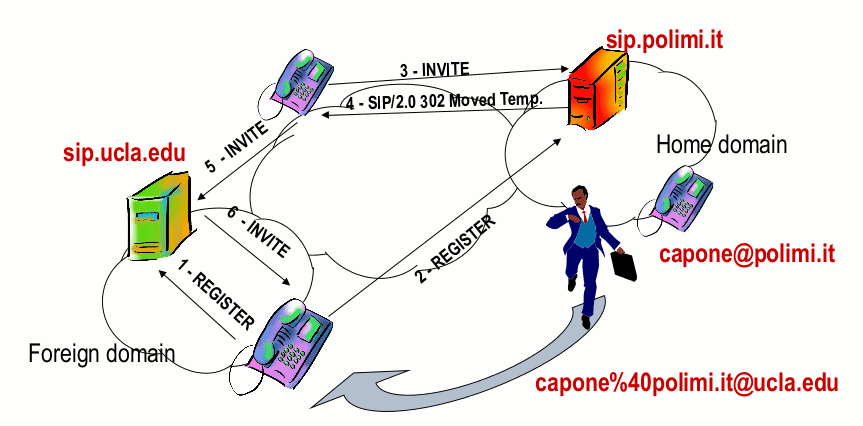 sip.polimi.it
3 - INVITE
4 - SIP/2.0 302 Moved Temp.
5 - INVITE
sip.ucla.edu
Home domain
6 - INVITE
2 - REGISTER
capone@polimi.it
1 - REGISTER
Foreign domain
capone%40polimi.it@ucla.edu